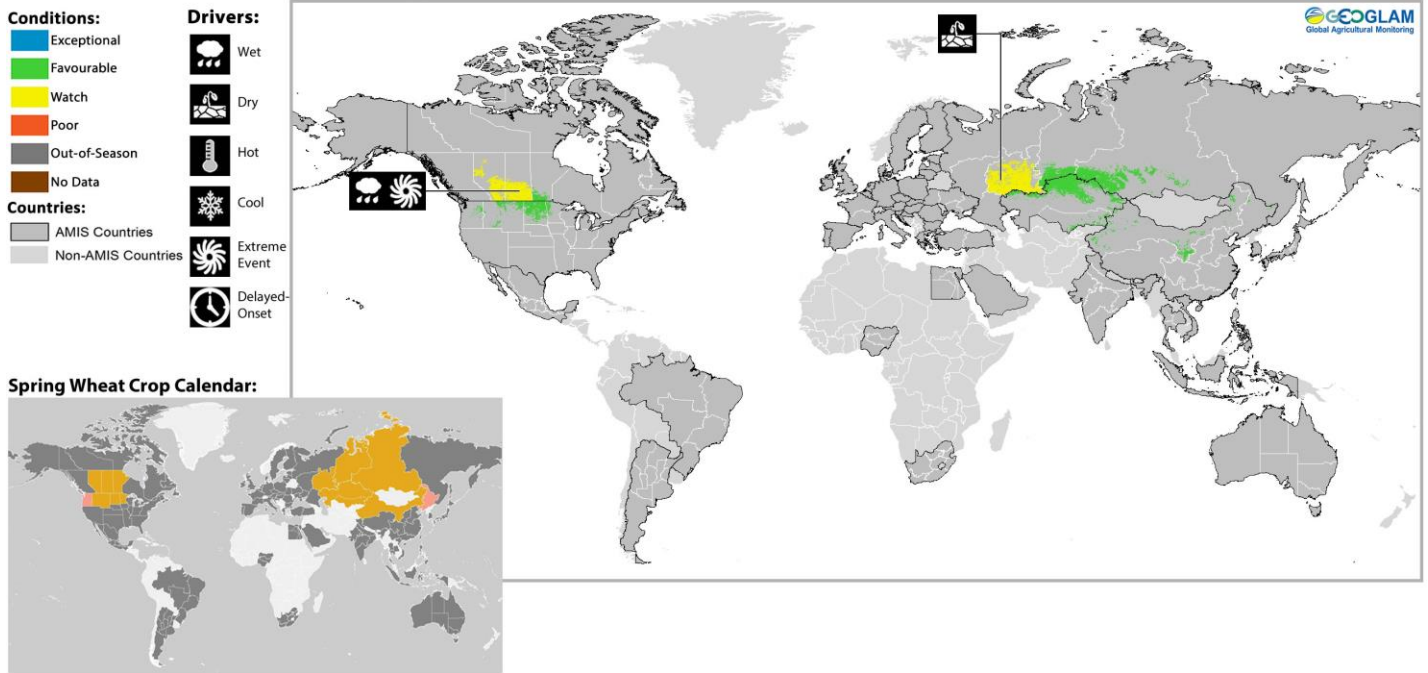 Conditions:
Exceptional
Favourable
Watch
Poor
Out-of-Season
No Data
Countries:
AMIS Countries
Non-AMIS Countries
Drivers:
Wet
Dry
Hot
Cool
Extreme
Event
Delayed-
Onset
GEOGLAM
Global Agricultural Monitoring
Spring Wheat Crop Calendar: